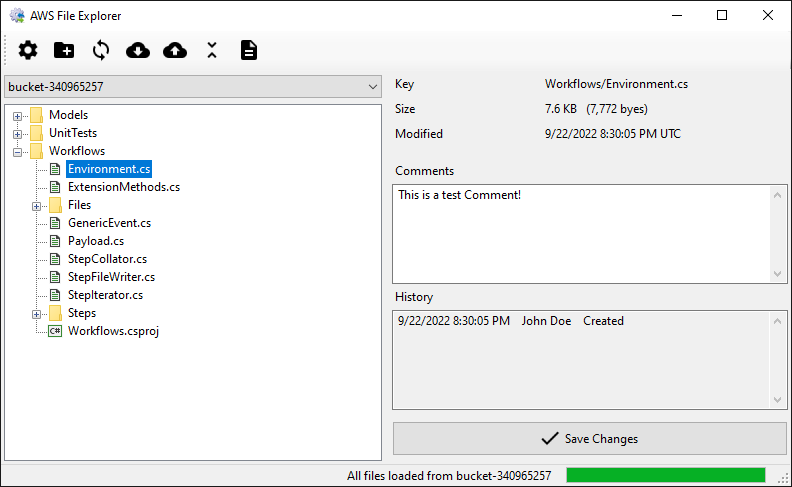 AWS File Explorer
bucket-340965257
Models
UnitTests
Workflows
Environment.cs
ExtensionMethods.cs
Files
GenericEvent.cs
Payload.cs
StepCollator.cs
StepFileWriter.cs
StepIterator.cs
Steps
C# Workflows.csproj
Key Workflows/Environment.cs
Size 7.6 KB (7,772 byes)
Modified 9/22/2022 8:30:05 PM UTC
Comments
This is a test Comment!
History
9/22/2022 8:30:05 PM John Doe Created
Save Changes
All files loaded from bucket-340965257